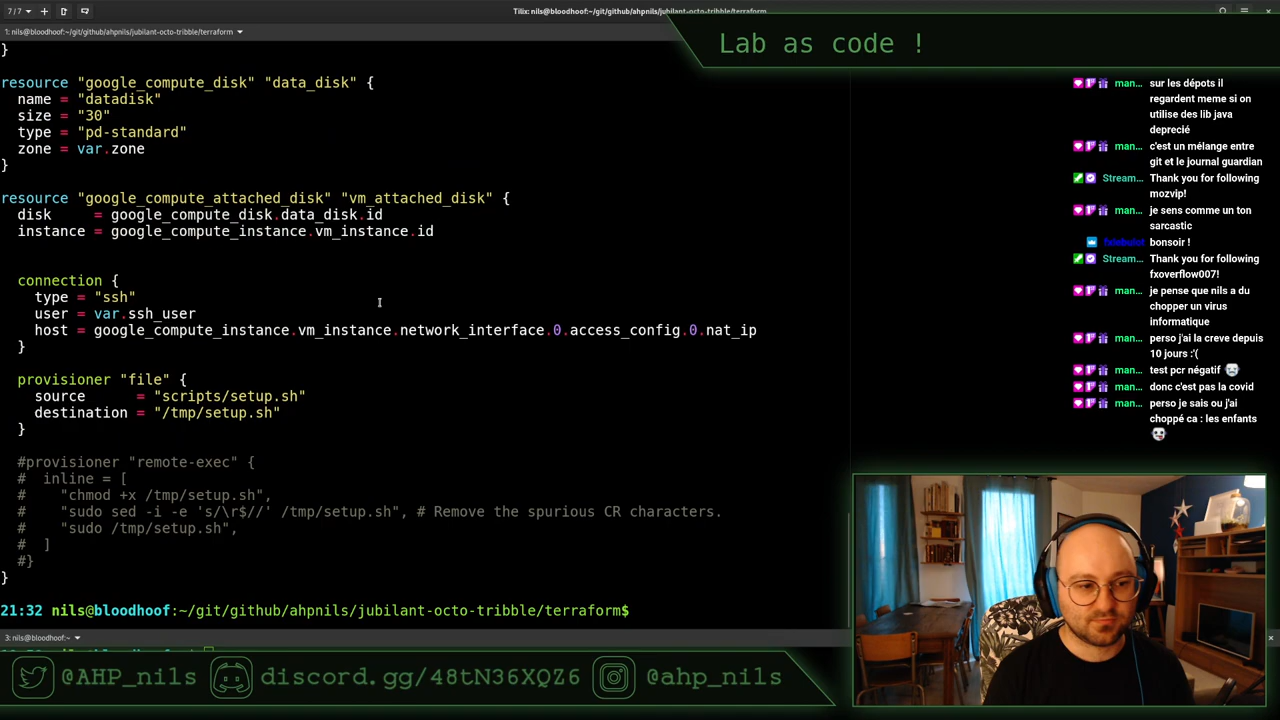 7 / 7
Tilix: nils@bloodhoof:~/git/github/ahpnils/jubilant-octo-tribble/terraform
1: nils@bloodhoof:~/git/github/ahpnils/jubilant-octo-tribble/terraform
Lab as code !
}
resource "google_compute_disk" "data_disk" {
name = "datadisk"
size = "30"
type = "pd-standard"
zone = var.zone
}
resource "google_compute_attached_disk" "vm_attached_disk" {
disk     = google_compute_disk.data_disk.id
instance = google_compute_instance.vm_instance.id
connection {
type = "ssh"
user = var.ssh_user
host = google_compute_instance.vm_instance.network_interface.0.access_config.0.nat_ip
}
provisioner "file" {
source      = "scripts/setup.sh"
destination = "/tmp/setup.sh"
}
#provisioner "remote-exec" {
#  inline = [
#    "chmod +x /tmp/setup.sh",
#    "sudo sed -i -e 's/\r$//' /tmp/setup.sh", # Remove the spurious CR characters.
#    "sudo /tmp/setup.sh",
#  ]
#}
}
21:32 nils@bloodhoof:~/git/github/ahpnils/jubilant-octo-tribble/terraform$
3: nils@bloodhoof:~
man... sur les dépots il
regardent meme si on
utilise des lib java
deprecié
man... c'est un mélange entre
git et le journal guardian
Stream... Thank you for following
mozvip!
man... je sens comme un ton
sarcastic
bonsoir !
Stream... Thank you for following
fxoverflow007!
man... je pense que nils a du
chopper un virus
informatique
man... perso j'ai la creve depuis
10 jours :'(
man... test pcr négatif
man... donc c'est pas la covid
man... perso je sais ou j'ai
choppé ca : les enfants
@AHP_nils
discord.gg/48tN36XQZ6
@ahp_nils